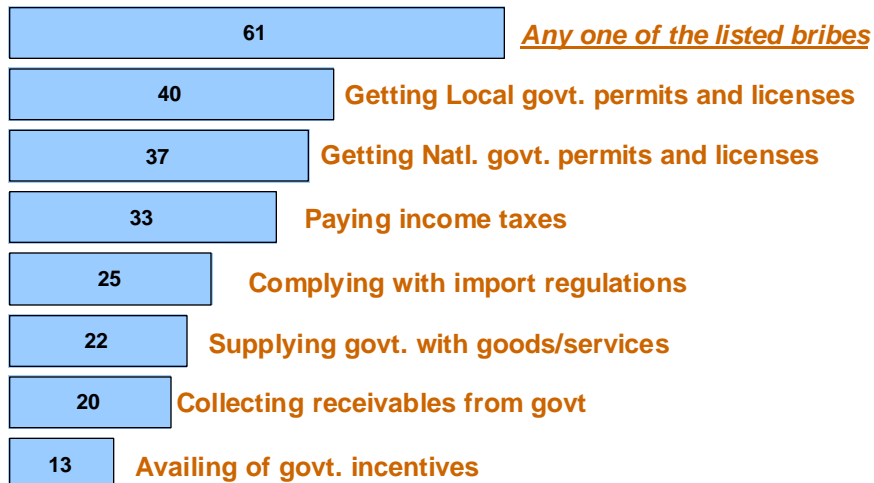 61 Any one of the listed bribes
40 Getting Local govt. permits and licenses
37 Getting Natl. govt. permits and licenses
33 Paying income taxes
25 Complying with import regulations
22 Supplying govt. with goods/services
20 Collecting receivables from govt
13 Availing of govt. incentives